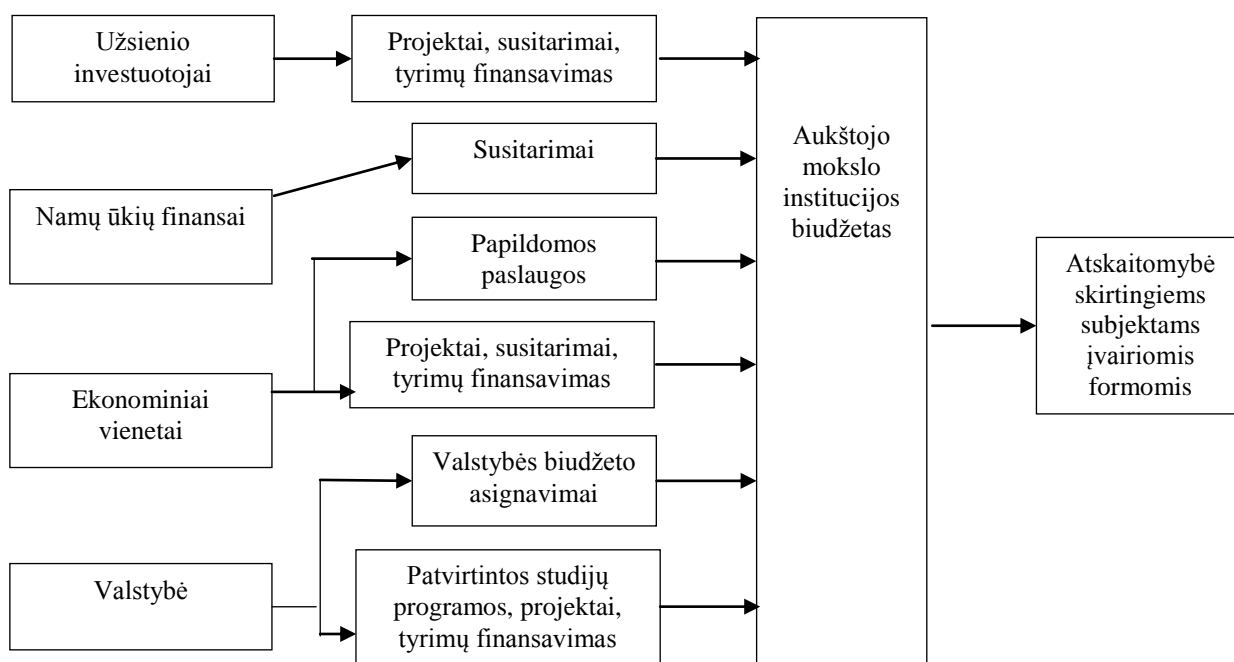 Užsienio
investuotojai
Projektai, susitarimai,
tyrimų finansavimas
Namų ūkių finansai
Susitarimai
Ekonominiai
vienetai
Papildomos
paslaugos
Projektai, susitarimai,
tyrimų finansavimas
Valstybė
Valstybės biudžeto
asignavimai
Patvirtintos studijų
programos, projektai,
tyrimų finansavimas
Aukštojo
mokslo
institucijos
biudžetas
Atskaitomybė
skirtingiems
subjektams
įvairiomis
formomis